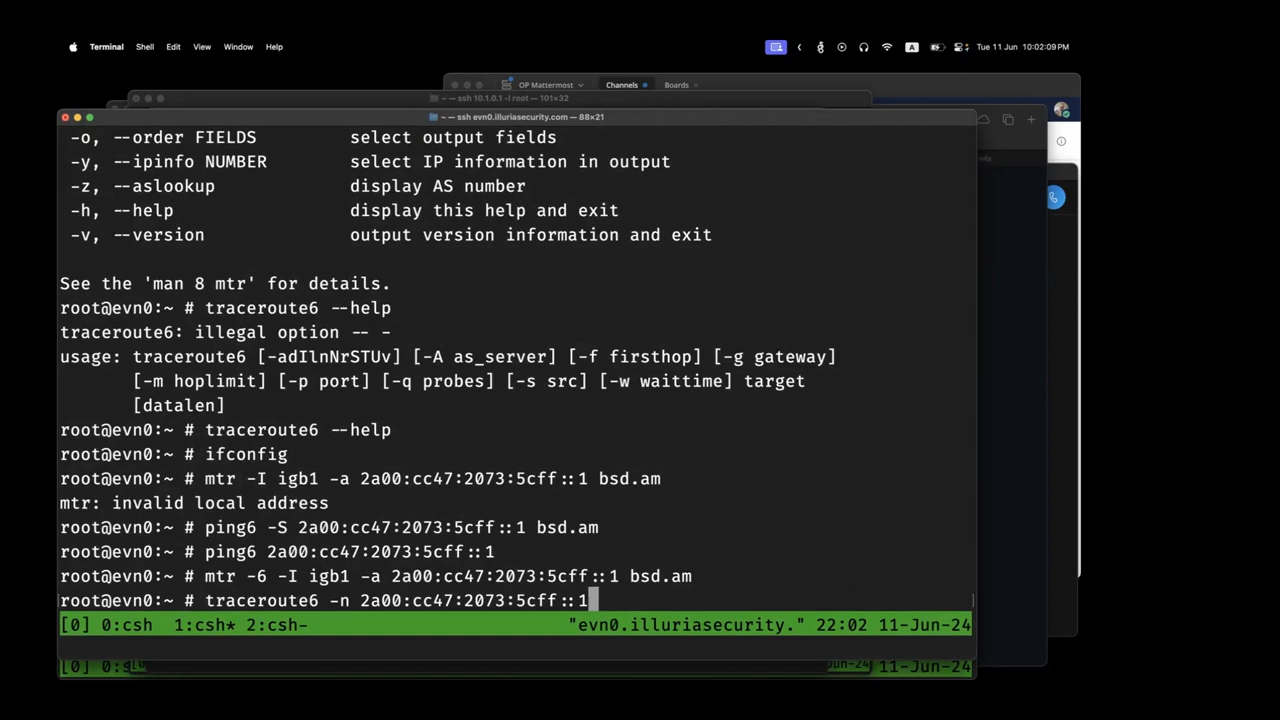 Terminal Shell Edit View Window Help A Tue 11 Jun 10:02:09 PM
OP Mattermost Channels Boards
~ — ssh 10.1.0.1 -l root — 101×32
~ — ssh evn0.illuriasecurity.com — 88×21
-o, --order FIELDS select output fields
-y, --ipinfo NUMBER select IP information in output
-z, --aslookup display AS number
-h, --help display this help and exit
-v, --version output version information and exit
See the 'man 8 mtr' for details.
root@evn0:~ # traceroute6 --help
traceroute6: illegal option -- -
usage: traceroute6 [-adIlnNrSTUv] [-A as_server] [-f firsthop] [-g gateway]
[-m hoplimit] [-p port] [-q probes] [-s src] [-w waittime] target
[datalen]
root@evn0:~ # traceroute6 --help
root@evn0:~ # ifconfig
root@evn0:~ # mtr -I igb1 -a 2a00:cc47:2073:5cff::1 bsd.am
mtr: invalid local address
root@evn0:~ # ping6 -S 2a00:cc47:2073:5cff::1 bsd.am
root@evn0:~ # ping6 2a00:cc47:2073:5cff::1
root@evn0:~ # mtr -6 -I igb1 -a 2a00:cc47:2073:5cff::1 bsd.am
root@evn0:~ # traceroute6 -n 2a00:cc47:2073:5cff::1
[0] 0:csh 1:csh* 2:csh- "evn0.illuriasecurity." 22:02 11-Jun-24
[0] 11-Jun-24